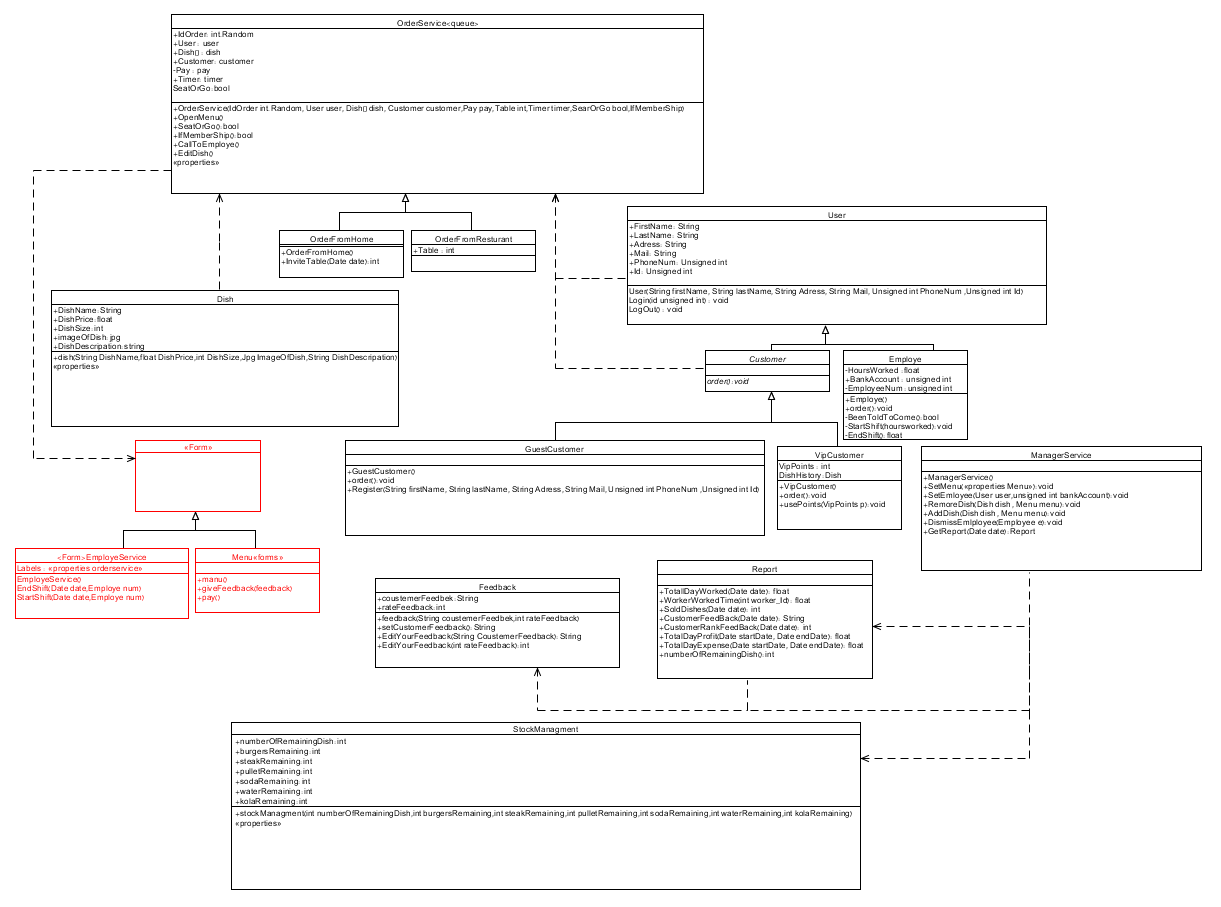 OrderService<queue>
+IdOrder: int.Random
+User: user
+Dish[]: dish
+Customer: customer
-Pay : pay
+Timer: timer
SeatOrGo:bool
+OrderService(IdOrder int.Random, User user, Dish[] dish, Customer customer,Pay pay,Table int,Timer timer,SearOrGo bool,IfMemberShip)
+OpenMenu()
+SeatOrGo():bool
+IfMemberShip():bool
+CallToEmploye()
+EditDish()
«properties»
OrderFromHome
+OrderFromHome()
+InviteTable(Date date):int
OrderFromResturant
+Table : int
User
+FirstName: String
+LastName: String
+Adress: String
+Mail: String
+PhoneNum: Unsigned int
+Id: Unsigned int
User(String firstName, String lastName, String Adress, String Mail, Unsigned int PhoneNum ,Unsigned int Id)
Login(id unsigned int) : void
LogOut() : void
Dish
+DishName:String
+DishPrice:float
+DishSize:int
+imageOfDish: jpg
+DishDescripation:string
+dish(String DishName,float DishPrice,int DishSize,Jpg ImageOfDish,String DishDescripation)
«properties»
Customer
order():void
Employe
-HoursWorked :float
+BankAccount : unsigned int
-EmployeeNum : unsigned int
+Employe()
+order():void
-BeenToldToCome():bool
-StartShift(hoursworked):void
-EndShift():float
«Form»
GuestCustomer
+GuestCustomer()
+order():void
+Register(String firstName, String lastName, String Adress, String Mail, Unsigned int PhoneNum ,Unsigned int Id)
VipCustomer
VipPoints : int
DishHistory:Dish
+VipCustomer()
+order():void
+usePoints(VipPoints p):void
ManagerService
+ManagerService()
+SetMenu(«properties Menu»):void
+SetEmloyee(User user,unsigned int bankAccount):void
+RemoreDish(Dish dish , Menu menu):void
+AddDish(Dish dish , Menu menu):void
+DismissEmlployee(Employee e):void
+GetReport(Date date):Report
<Form>EmployeService
Labels : «properties orderservice»
EmployeService()
EndShift(Date date,Employe num)
StartShift(Date date,Employe num)
Menu«forms»
+manu()
+giveFeedback(feedback)
+pay()
Feedback
+coustemerFeedbek:String
+rateFeedback:int
+feedback(String coustemerFeedbek,int rateFeedback)
+setCustomerFeedback(): String
+EditYourFeedback(String CoustemerFeedback): String
+EditYourFeedback(int rateFeedback):int
Report
+TotallDayWorked(Date date): float
+WorkerWorkedTime(int worker_Id): float
+SoldDishes(Date date): int
+CustomerFeedBack(Date date): String
+CustomerRankFeedBack(Date date): int
+TotalDayProfit(Date startDate, Date endDate): float
+TotalDayExpense(Date startDate, Date endDate): float
+numberOfRemainingDish():int
StockManagment
+numberOfRemainingDish:int
+burgersRemaining:int
+steakRemaining:int
+pulletRemaining:int
+sodaRemaining:int
+waterRemaining:int
+kolaRemaining:int
+stockManagment(int numberOfRemainingDish,int burgersRemaining,int steakRemaining,int pulletRemaining,int sodaRemaining,int waterRemaining,int kolaRemaining)
«properties»